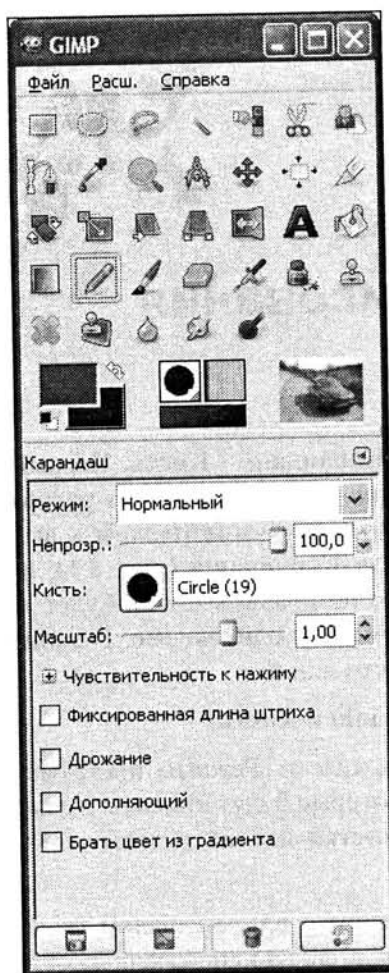 GIMP
Файл Расш. Справка
Карандаш
Режим: Нормальный
Непрозр.: 100,0
Кисть: Circle (19)
Масштаб: 1,00
Чувствительность к нажиму
Фиксированная длина штриха
Дрожание
Дополняющий
Брать цвет из градиента